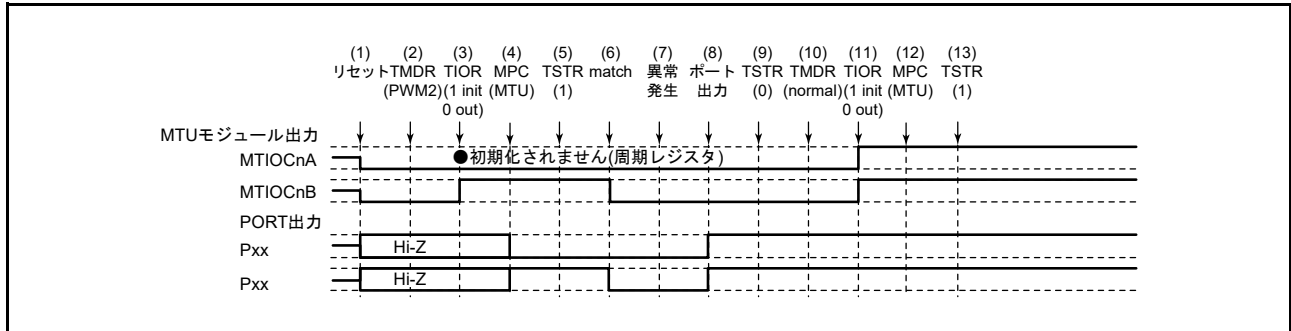 (1) (2) (3) (4) (5) (6) (7) (8) (9) (10) (11) (12) (13)
リセット TMDR TIOR MPC TSTR match 異常 ポート TSTR TMDR TIOR MPC TSTR
(PWM2) (1 init (MTU) (1) 発生 出力 (0) (normal) (1 init (MTU) (1)
0 out) 0 out)
MTUモジュール出力
MTIOCnA ●初期化されません(周期レジスタ)
MTIOCnB
PORT出力
Pxx Hi-Z
Pxx Hi-Z